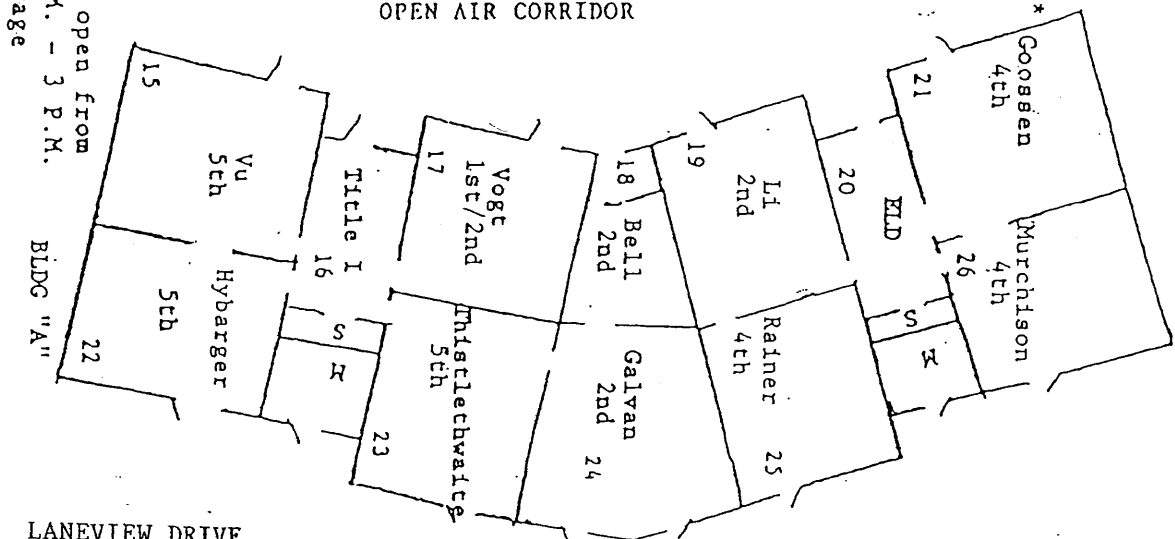 OPEN AIR CORRIDOR
*
open from
M. - 3 P.M.
age
15
Vu
5th
Title I
16
17
Vogt
1st/2nd
18
Bell
2nd
19
Li
2nd
20
ELD
21
Goossen
4th
Murchison
4th
26
22
Hybarger
5th
S
W
23
Thistlethwaite
5th
Galvan
2nd
24
Rainer
4th
25
S
W
BLDG "A"
LANEVIEW DRIVE